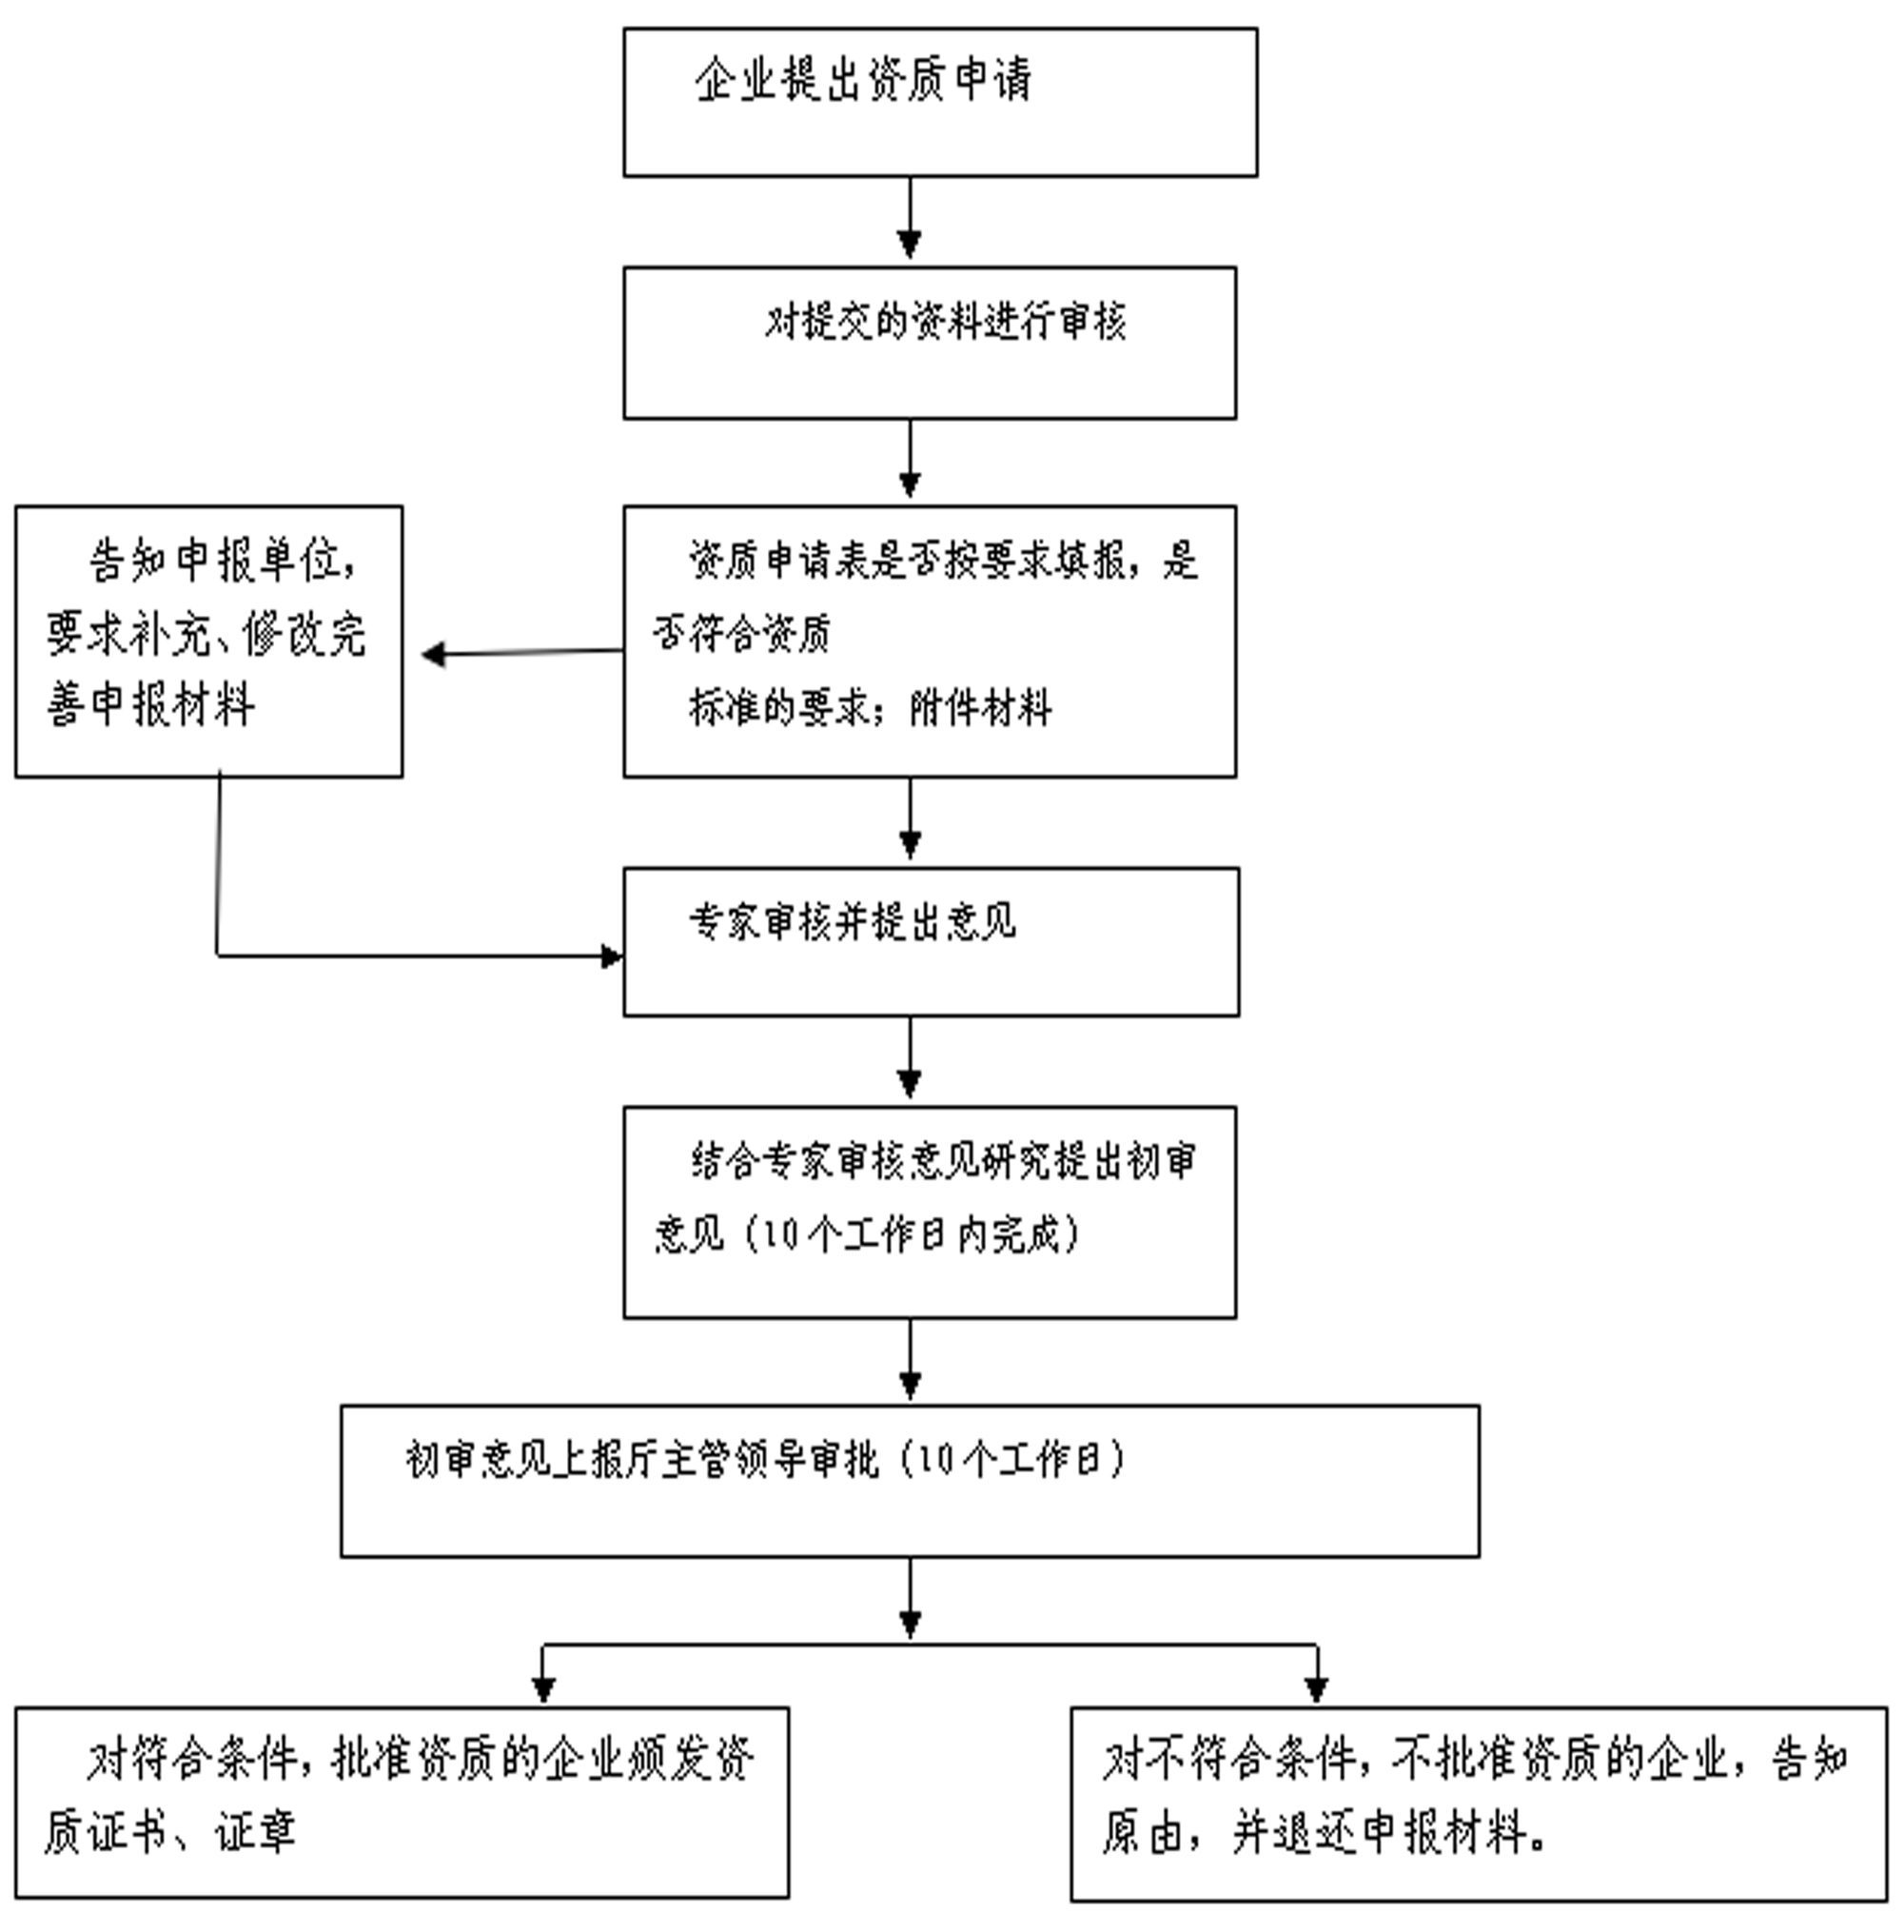 企业提出资质申请
对提交的资料进行审核
告知申报单位，
要求补充、修改完
善申报材料
资质申请表是否按要求填报，是
否符合资质
标准的要求；附件材料
专家审核并提出意见
结合专家审核意见研究提出初审
意见（10个工作日内完成）
初审意见上报厅主管领导审批（10个工作日）
对符合条件，批准资质的企业颁发资
质证书、证章
对不符合条件，不批准资质的企业，告知
原由，并退还申报材料。